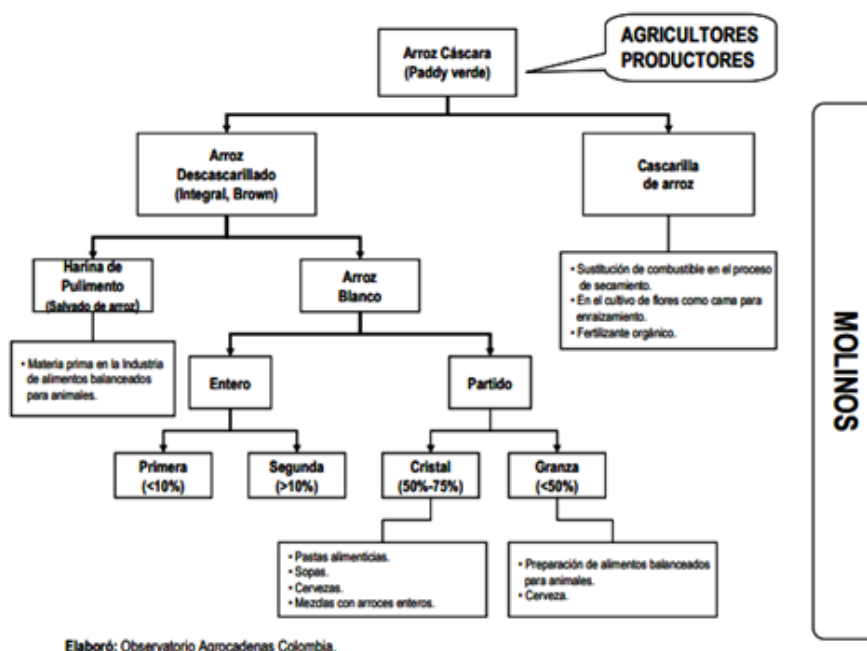 AGRICULTORES
PRODUCTORES
Arroz Cáscara
(Paddy verde)
Arroz
Descascarillado
(Integral, Brown)
Cascarilla
de arroz
Harina de
Pulimento
(Salvado de arroz)
Arroz
Blanco
• Sustitución de combustible en el proceso
de secamiento.
• En el cultivo de flores como cama para
enraizamiento.
• Fertilizante orgánico.
• Materia prima en la Industria
de alimentos balanceados
para animales.
Entero
Partido
Primera
(<10%)
Segunda
(>10%)
Cristal
(50%-75%)
Granza
(<50%)
• Pastas alimenticias.
• Sopas.
• Cervezas.
• Mezclas con arroces enteros.
• Preparación de alimentos balanceados
para animales.
• Cerveza.
MOLINOS
Elaboró: Observatorio Agrocadenas Colombia.